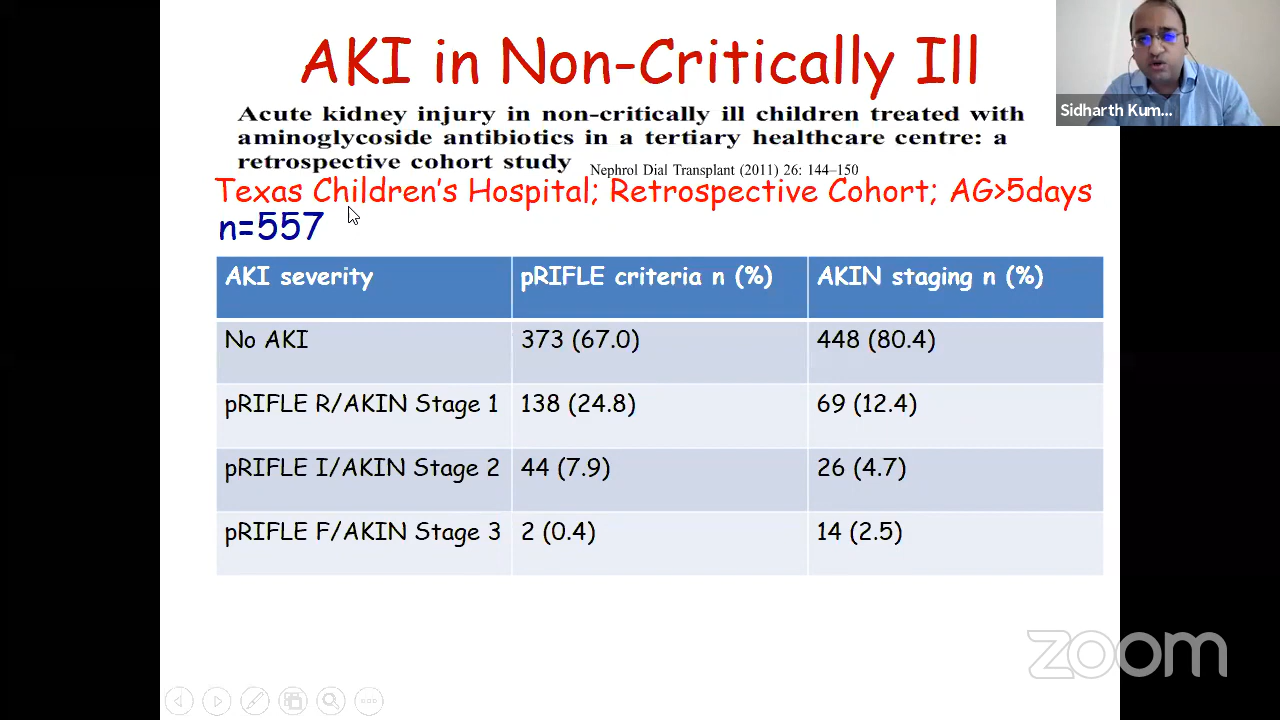 AKI in Non-Critically Ill
Acute kidney injury in non-critically ill children treated with
aminoglycoside antibiotics in a tertiary healthcare centre: a
retrospective cohort study Nephrol Dial Transplant (2011) 26: 144–150
Texas Children's Hospital; Retrospective Cohort; AG>5days
n=557
AKI severity pRIFLE criteria n (%) AKIN staging n (%)
No AKI 373 (67.0) 448 (80.4)
pRIFLE R/AKIN Stage 1 138 (24.8) 69 (12.4)
pRIFLE I/AKIN Stage 2 44 (7.9) 26 (4.7)
pRIFLE F/AKIN Stage 3 2 (0.4) 14 (2.5)
Sidharth Kum...
zoom